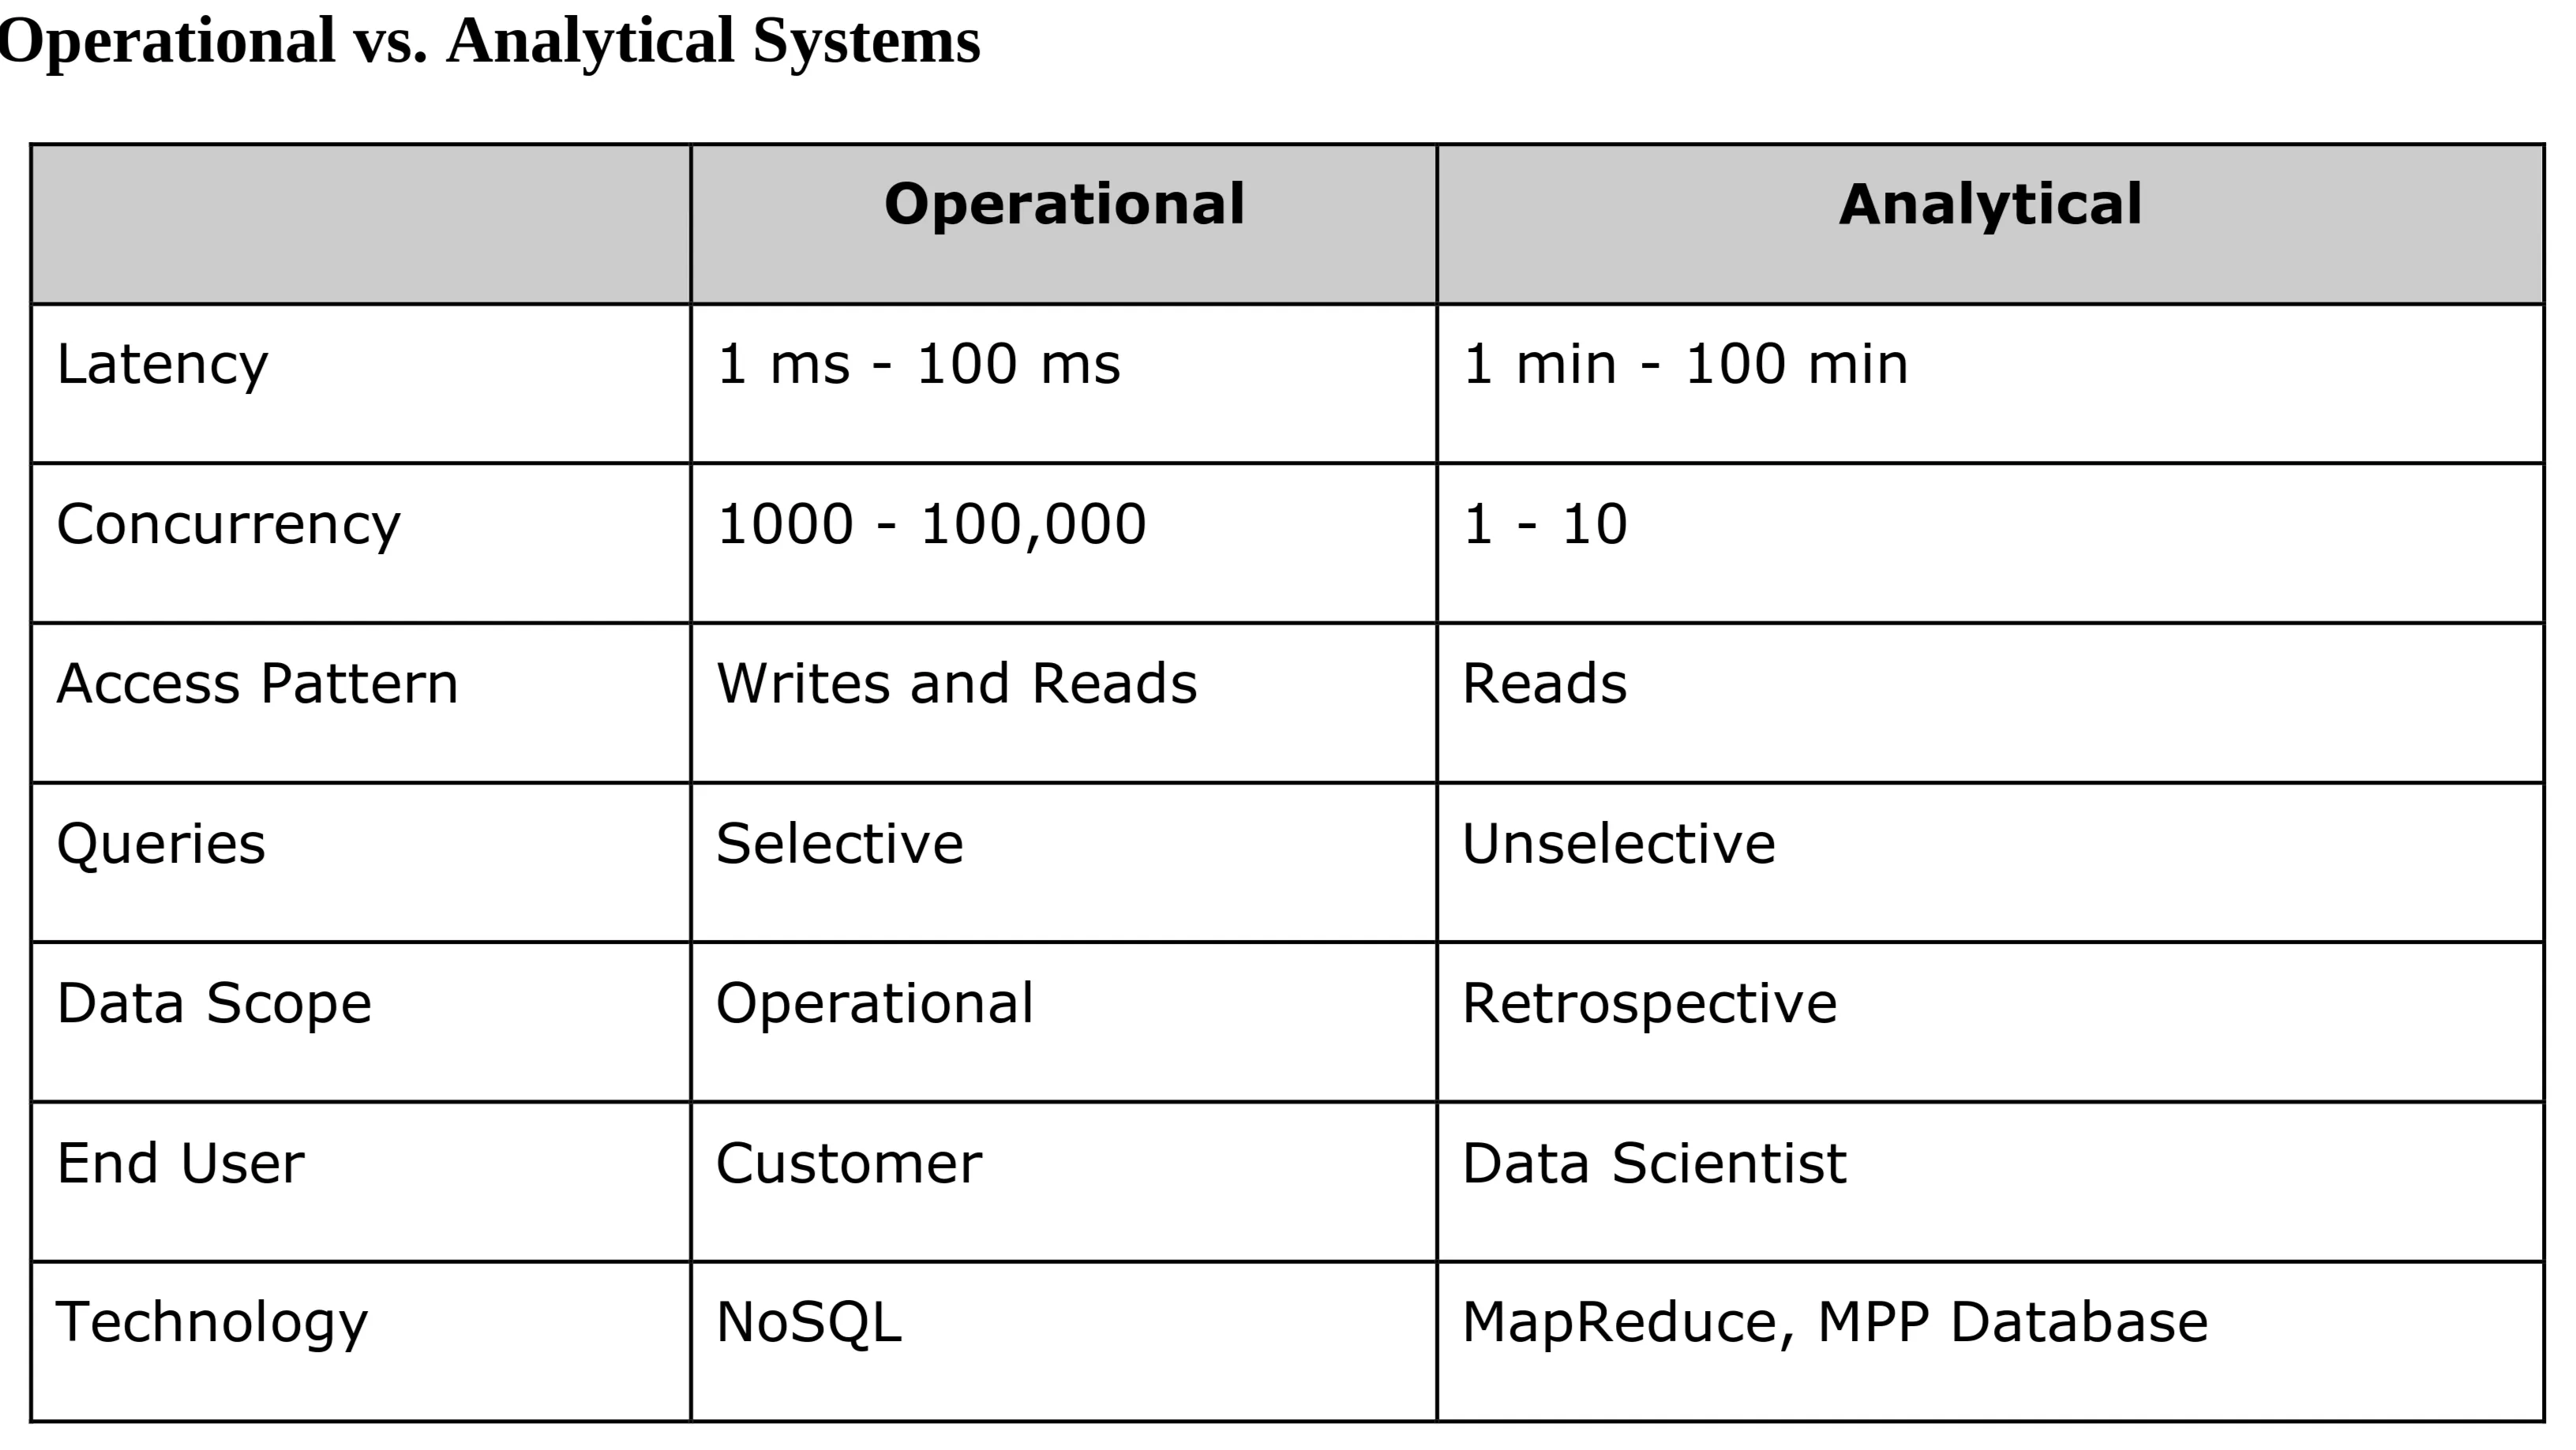 Operational vs. Analytical Systems
Operational Analytical
Latency 1 ms - 100 ms 1 min - 100 min
Concurrency 1000 - 100,000 1 - 10
Access Pattern Writes and Reads Reads
Queries Selective Unselective
Data Scope Operational Retrospective
End User Customer Data Scientist
Technology NoSQL MapReduce, MPP Database